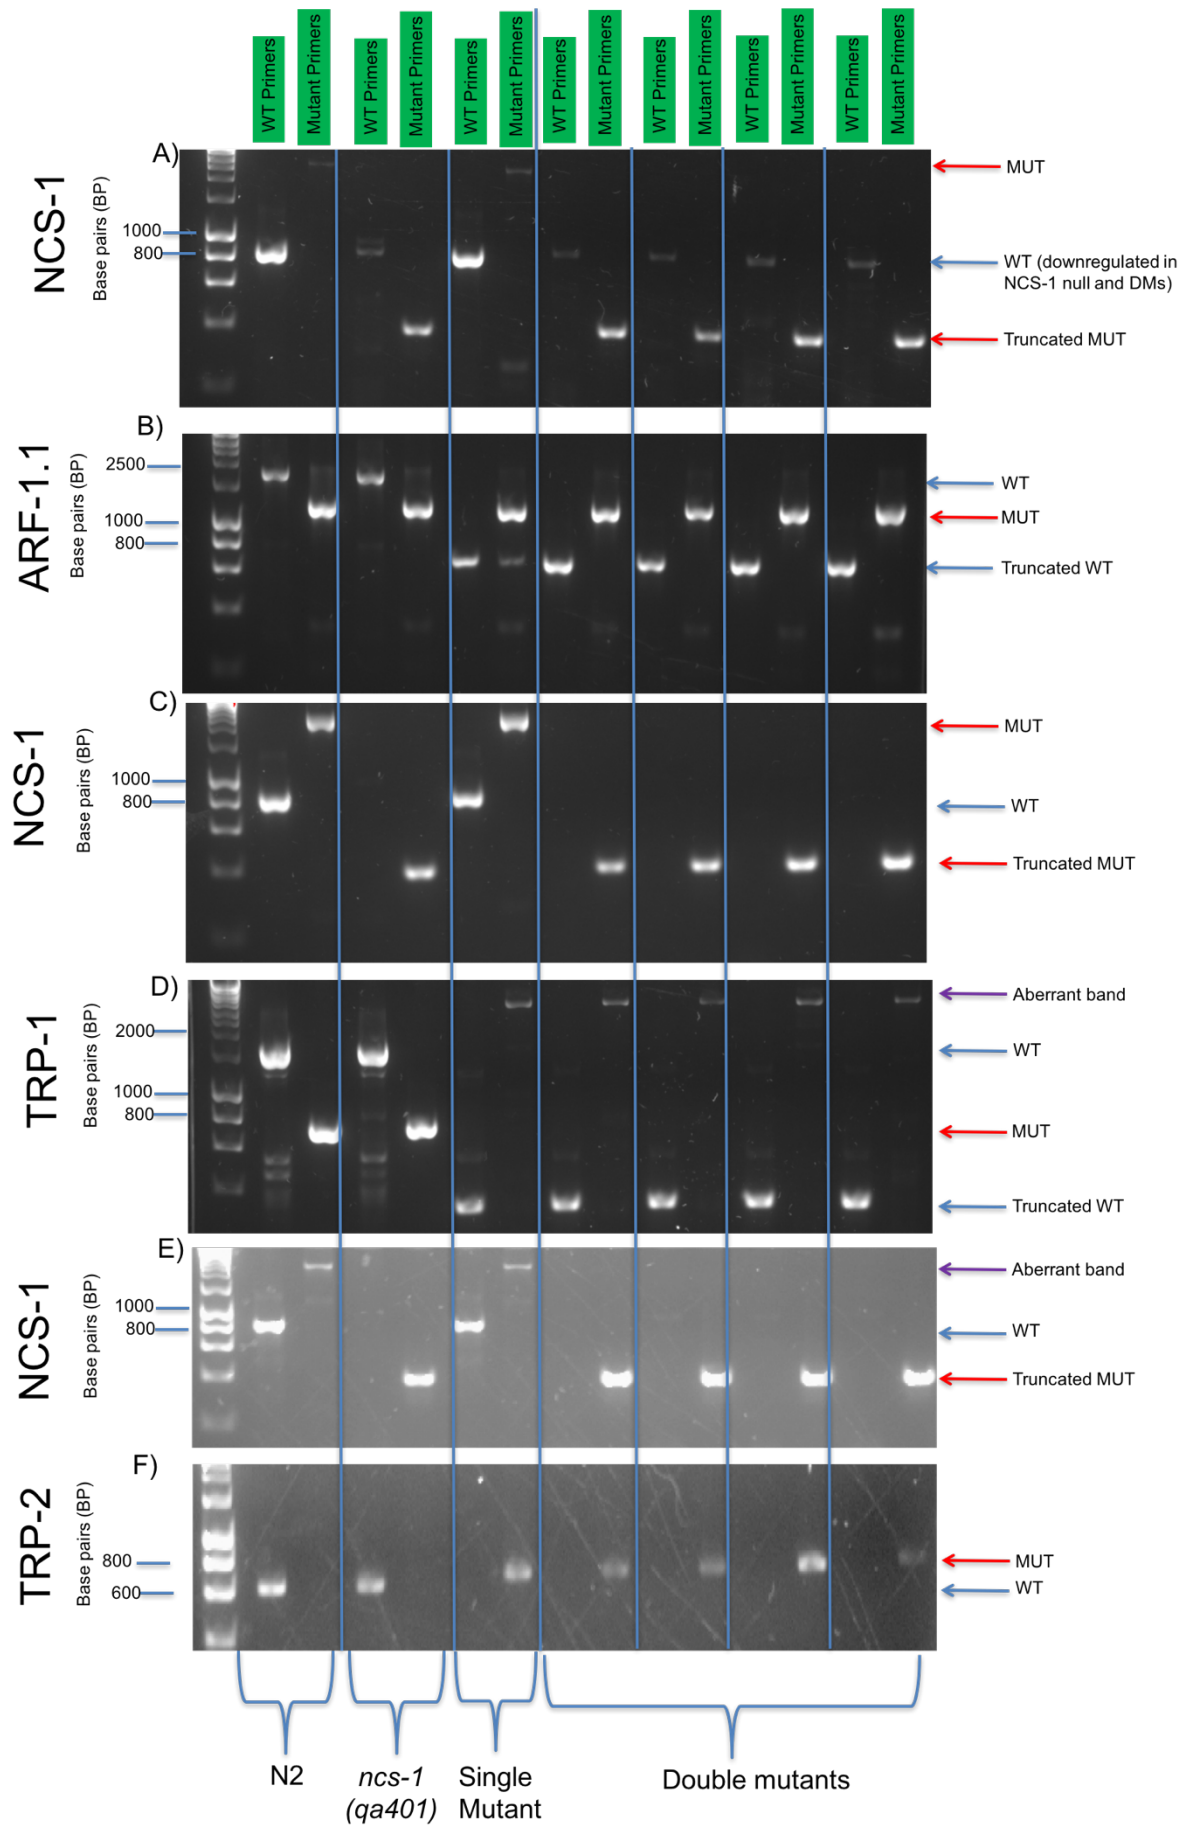 WT Primers
Mutant Primers
WT Primers
Mutant Primers
WT Primers
Mutant Primers
WT Primers
Mutant Primers
WT Primers
Mutant Primers
WT Primers
Mutant Primers
WT Primers
Mutant Primers
A)
NCS-1
Base pairs (BP)
1000
800
MUT
WT (downregulated in
NCS-1 null and DMs)
Truncated MUT
B)
ARF-1.1
Base pairs (BP)
2500
1000
800
WT
MUT
Truncated WT
C)
NCS-1
Base pairs (BP)
1000
800
MUT
WT
Truncated MUT
D)
TRP-1
Base pairs (BP)
2000
1000
800
Aberrant band
WT
MUT
Truncated WT
E)
NCS-1
Base pairs (BP)
1000
800
Aberrant band
WT
Truncated MUT
F)
TRP-2
Base pairs (BP)
800
600
MUT
WT
N2
ncs-1
(qa401)
Single
Mutant
Double mutants